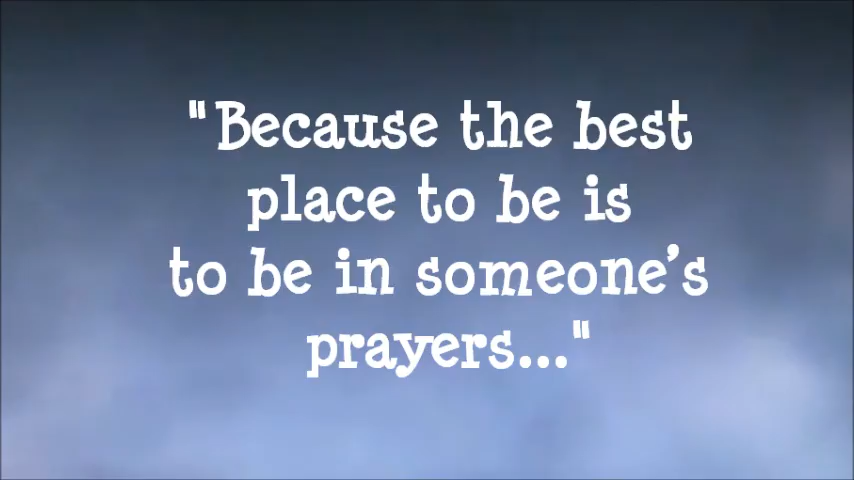 "Because the best
place to be is
to be in someone's
prayers..."